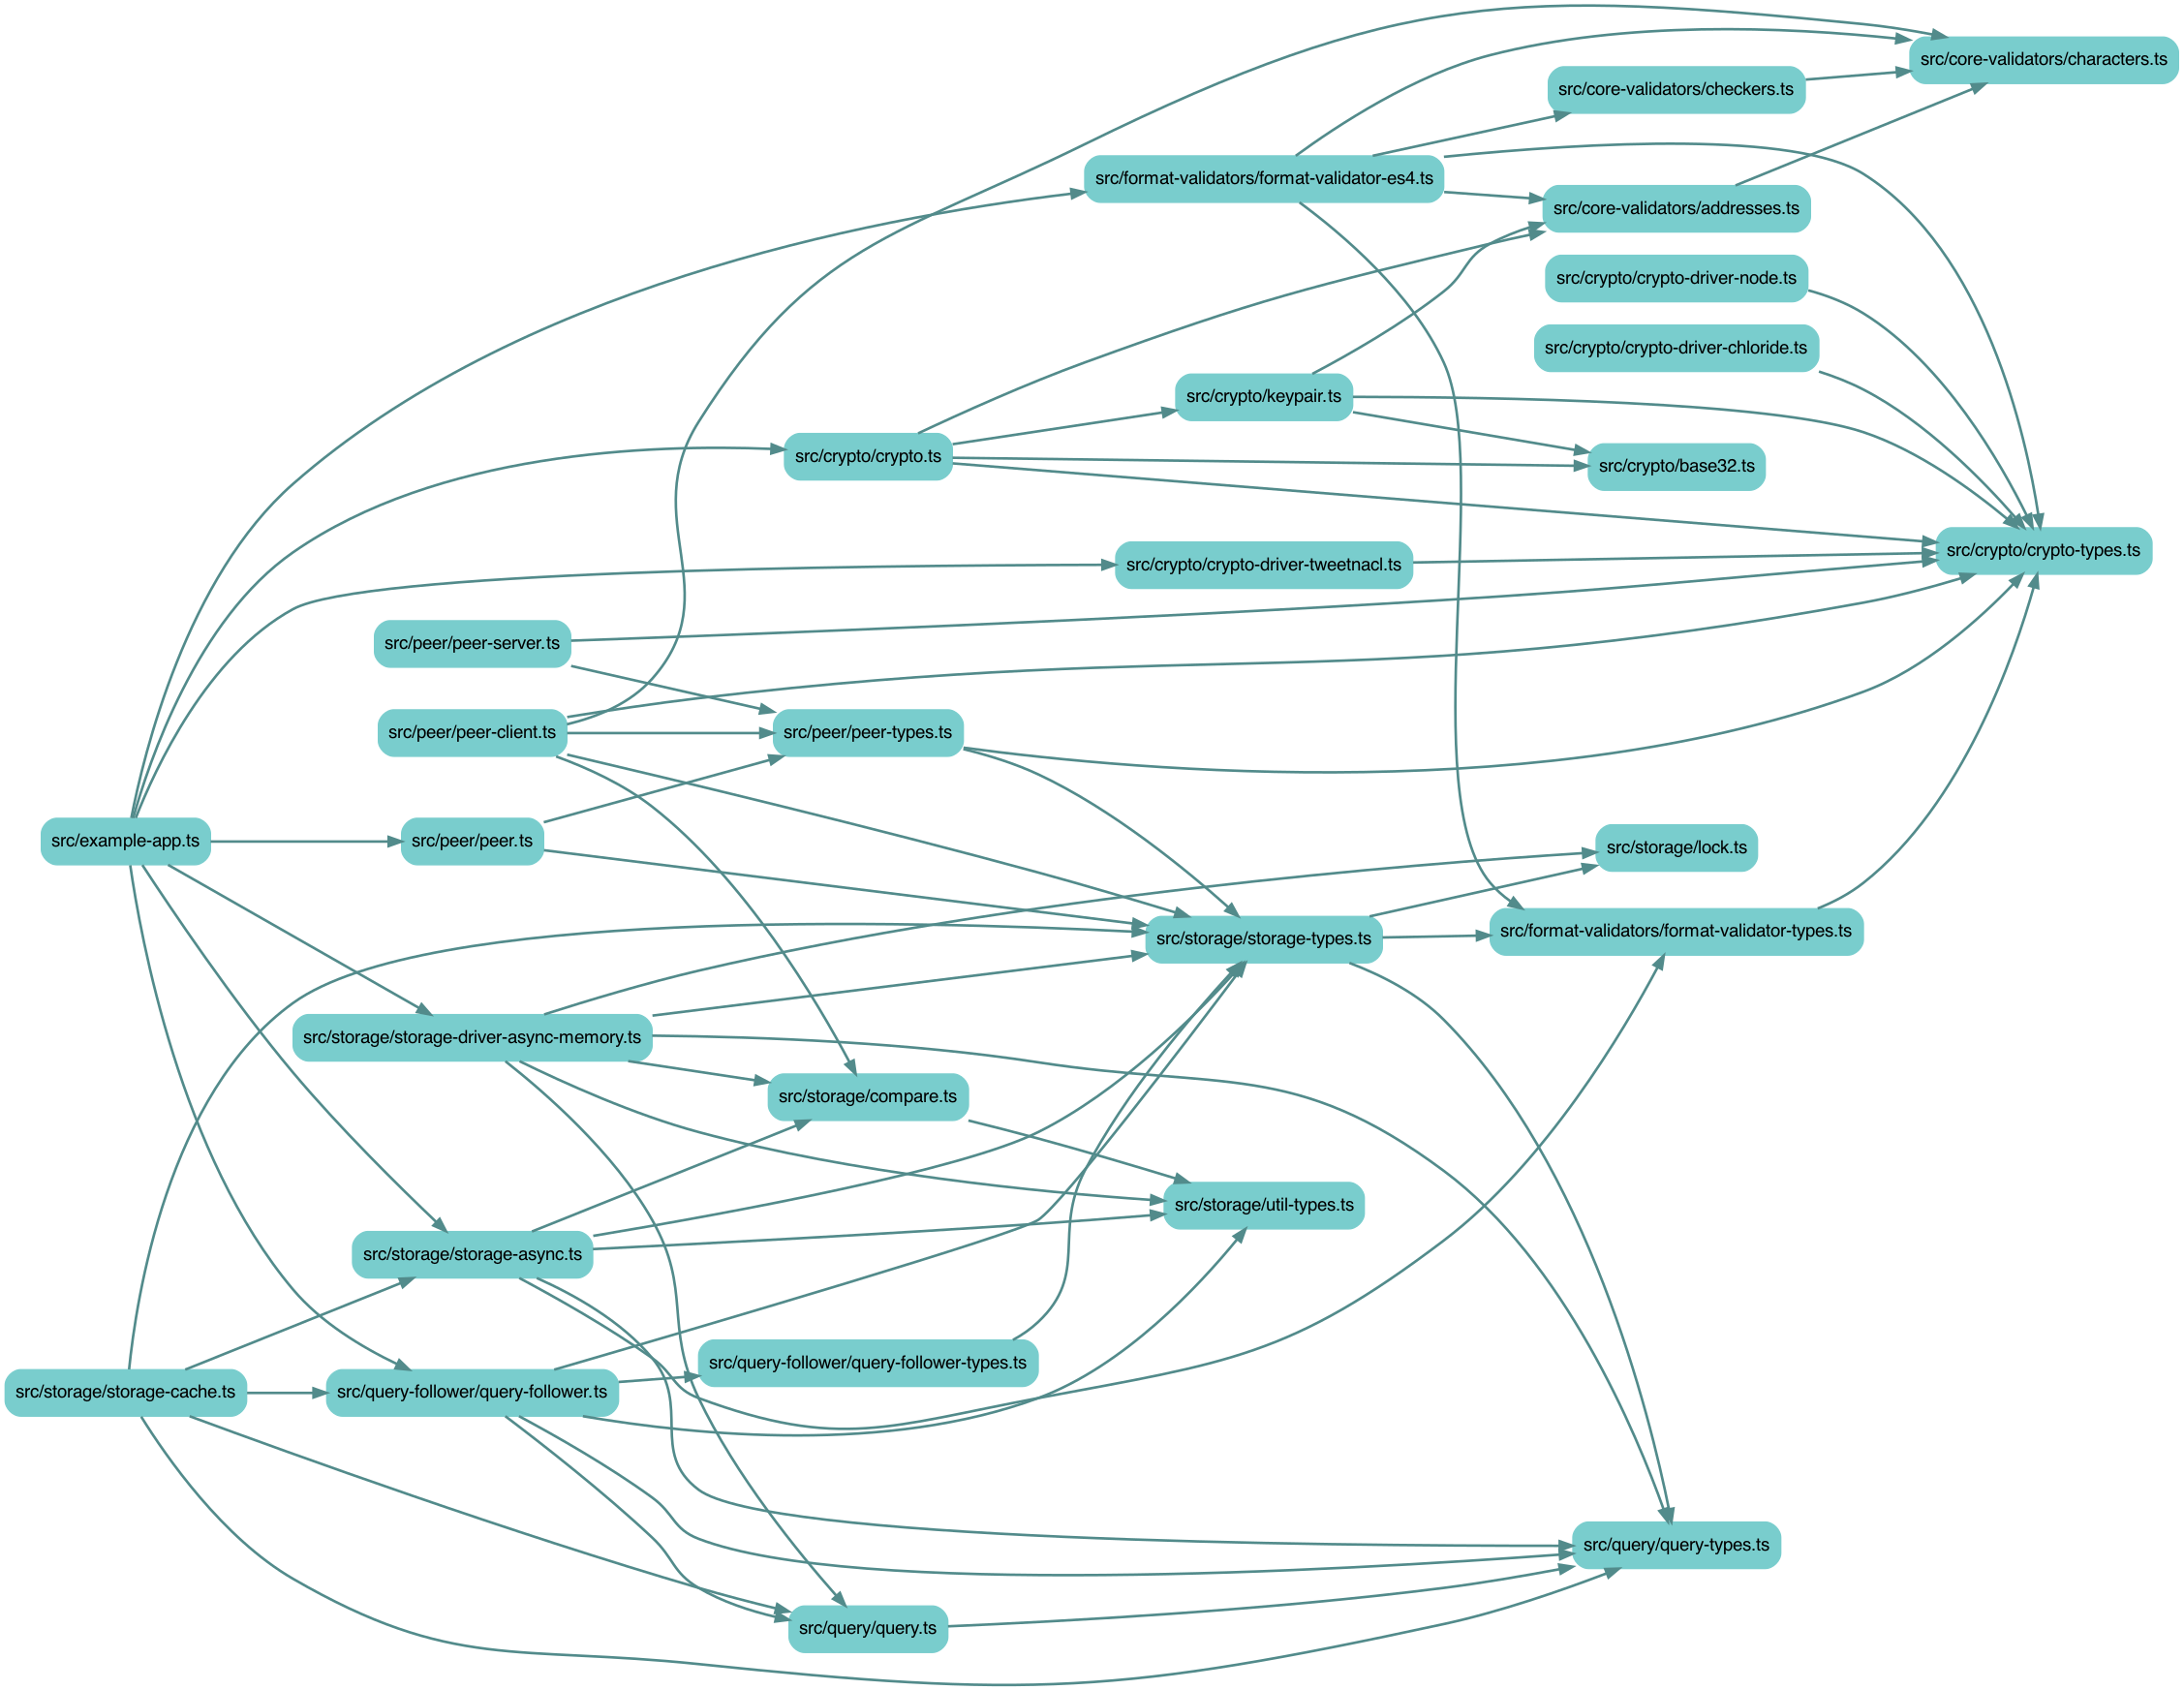 src/core-validators/characters.ts
src/core-validators/checkers.ts
src/format-validators/format-validator-es4.ts
src/core-validators/addresses.ts
src/crypto/crypto-driver-node.ts
src/crypto/crypto-driver-chloride.ts
src/crypto/keypair.ts
src/crypto/crypto.ts
src/crypto/base32.ts
src/crypto/crypto-types.ts
src/crypto/crypto-driver-tweetnacl.ts
src/peer/peer-server.ts
src/peer/peer-client.ts
src/peer/peer-types.ts
src/example-app.ts
src/peer/peer.ts
src/storage/lock.ts
src/storage/storage-types.ts
src/format-validators/format-validator-types.ts
src/storage/storage-driver-async-memory.ts
src/storage/compare.ts
src/storage/util-types.ts
src/storage/storage-async.ts
src/query-follower/query-follower-types.ts
src/storage/storage-cache.ts
src/query-follower/query-follower.ts
src/query/query-types.ts
src/query/query.ts